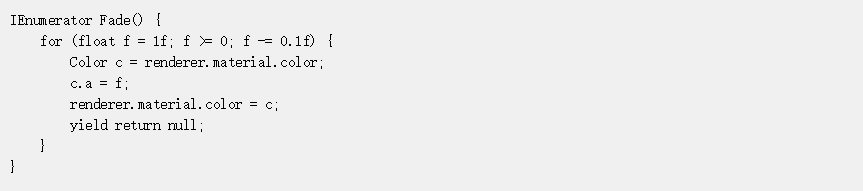 IEnumerator Fade() {
    for (float f = 1f; f >= 0; f -= 0.1f) {
        Color c = renderer.material.color;
        c.a = f;
        renderer.material.color = c;
        yield return null;
    }
}